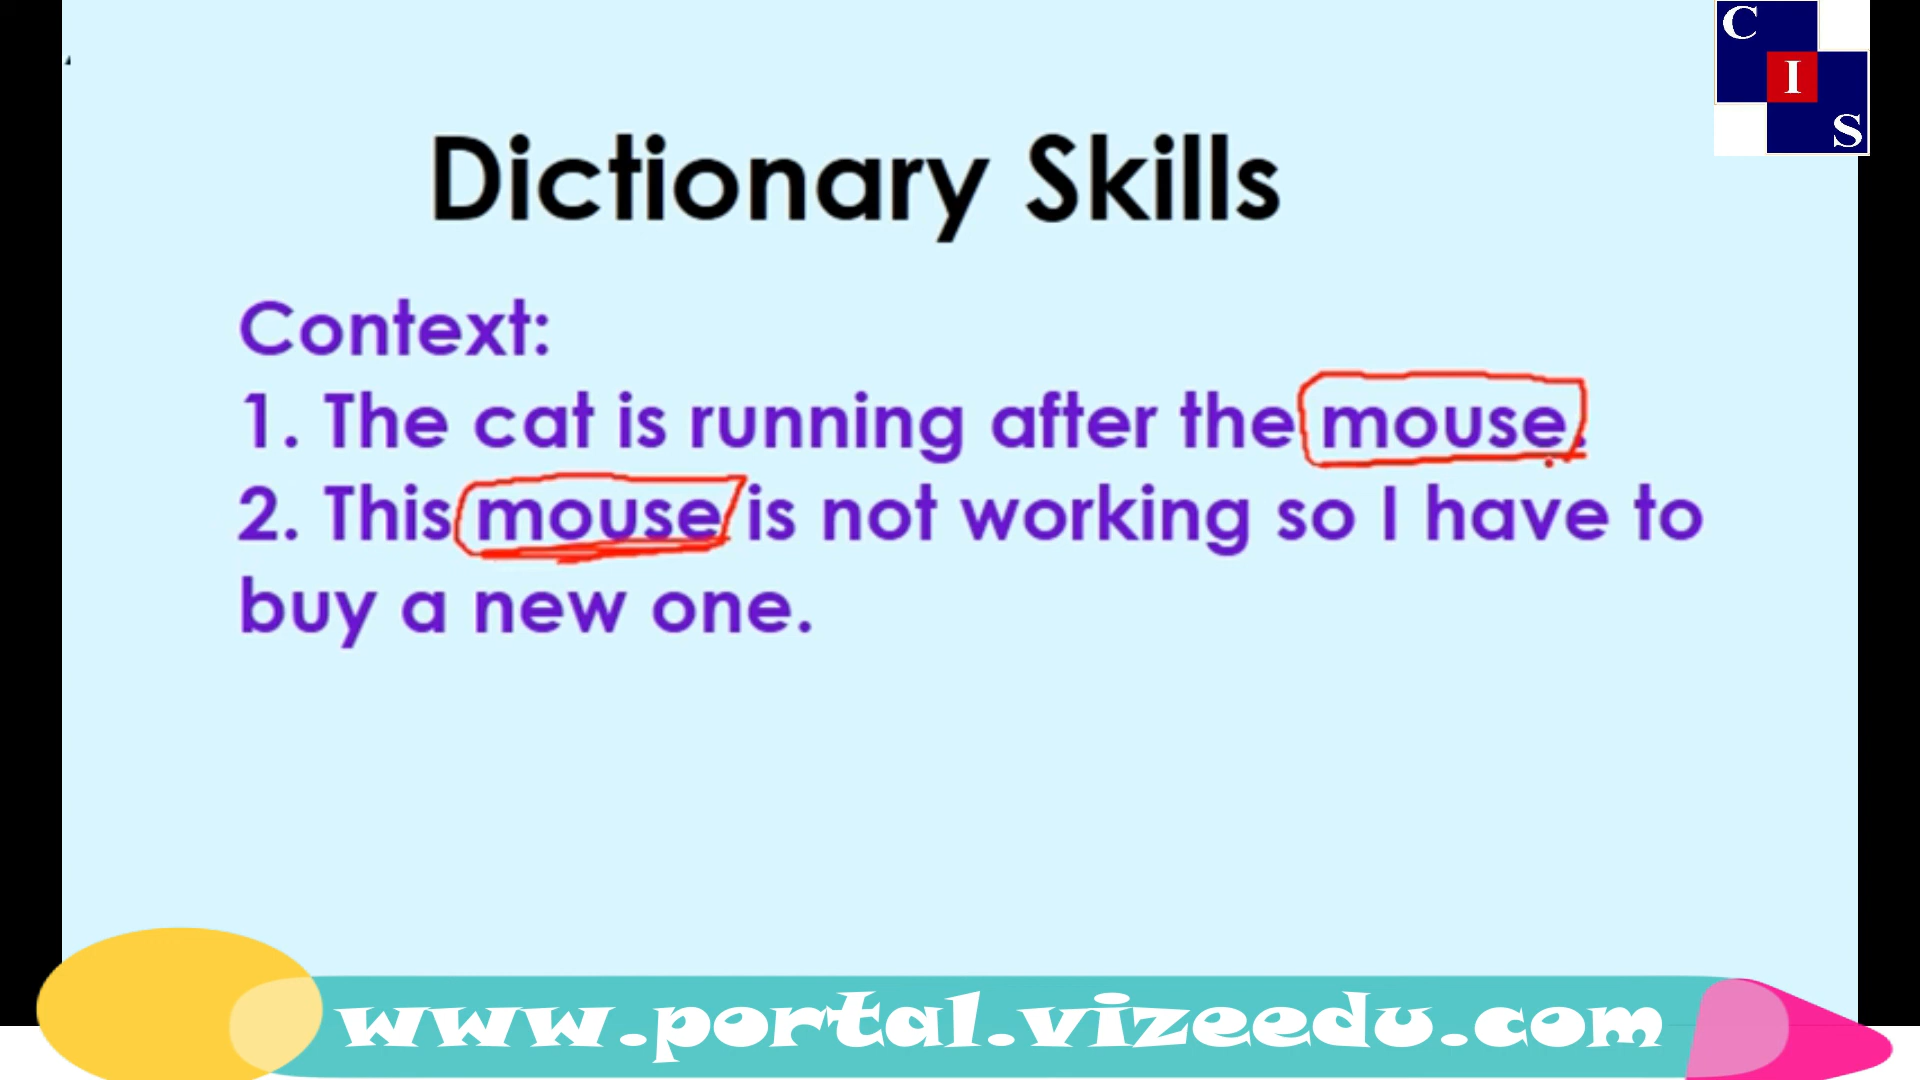 C
I
S
Dictionary Skills
Context:
1. The cat is running after the mouse.
2. This mouse is not working so I have to
buy a new one.
www.portal.vizeedu.com